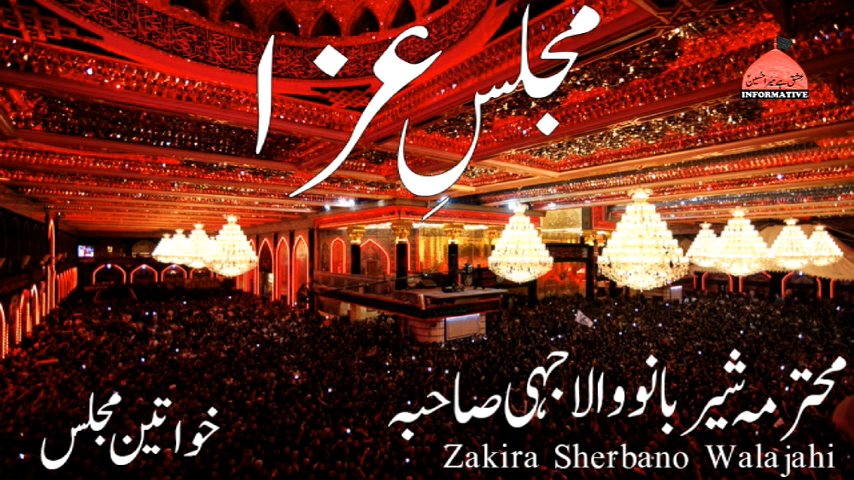 مجلسِ عزا
INFORMATIVE
محترمہ شیر بانو والاجہی صاحبہ
خواتین مجلس
Zakira Sherbano Walajahi